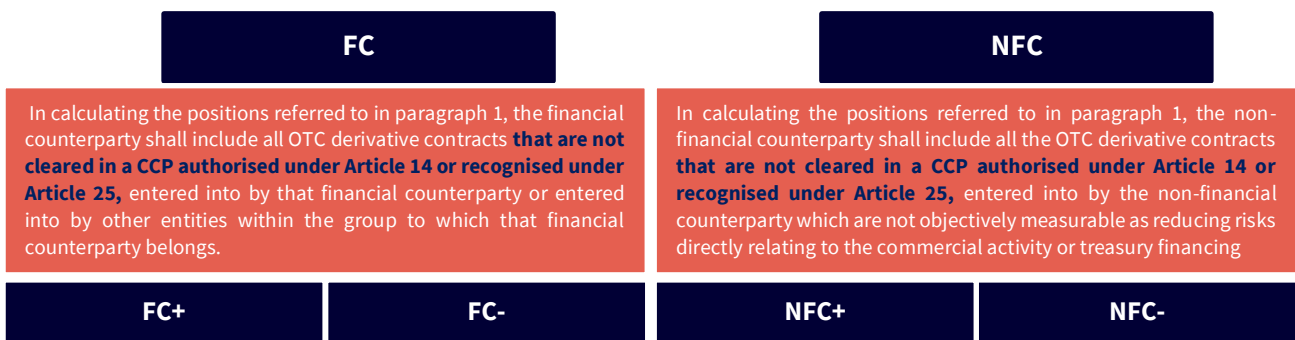 FC
NFC
In calculating the positions referred to in paragraph 1, the financial
counterparty shall include all OTC derivative contracts that are not
cleared in a CCP authorised under Article 14 or recognised under
Article 25, entered into by that financial counterparty or entered
into by other entities within the group to which that financial
counterparty belongs.
In calculating the positions referred to in paragraph 1, the non-
financial counterparty shall include all the OTC derivative contracts
that are not cleared in a CCP authorised under Article 14 or
recognised under Article 25, entered into by the non-financial
counterparty which are not objectively measurable as reducing risks
directly relating to the commercial activity or treasury financing
FC+
FC-
NFC+
NFC-